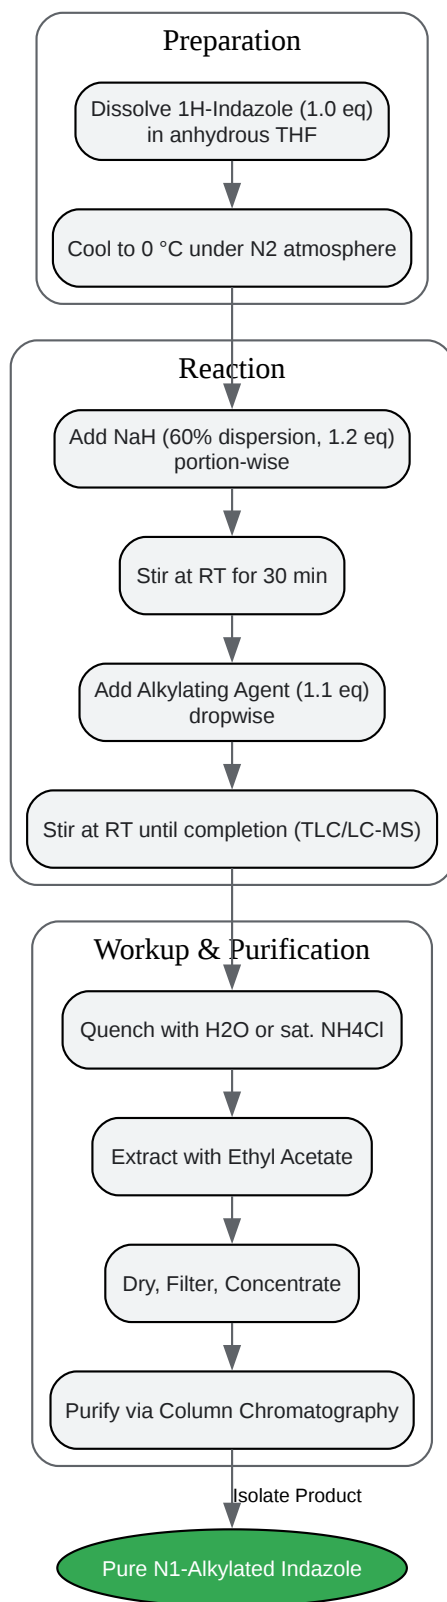 Preparation
Dissolve 1H-Indazole (1.0 eq)
in anhydrous THF
Cool to 0 °C under N2 atmosphere
Reaction
Add NaH (60% dispersion, 1.2 eq)
portion-wise
Stir at RT for 30 min
Add Alkylating Agent (1.1 eq)
dropwise
Stir at RT until completion (TLC/LC-MS)
Workup & Purification
Quench with H2O or sat. NH4Cl
Extract with Ethyl Acetate
Dry, Filter, Concentrate
Purify via Column Chromatography
Isolate Product
Pure N1-Alkylated Indazole